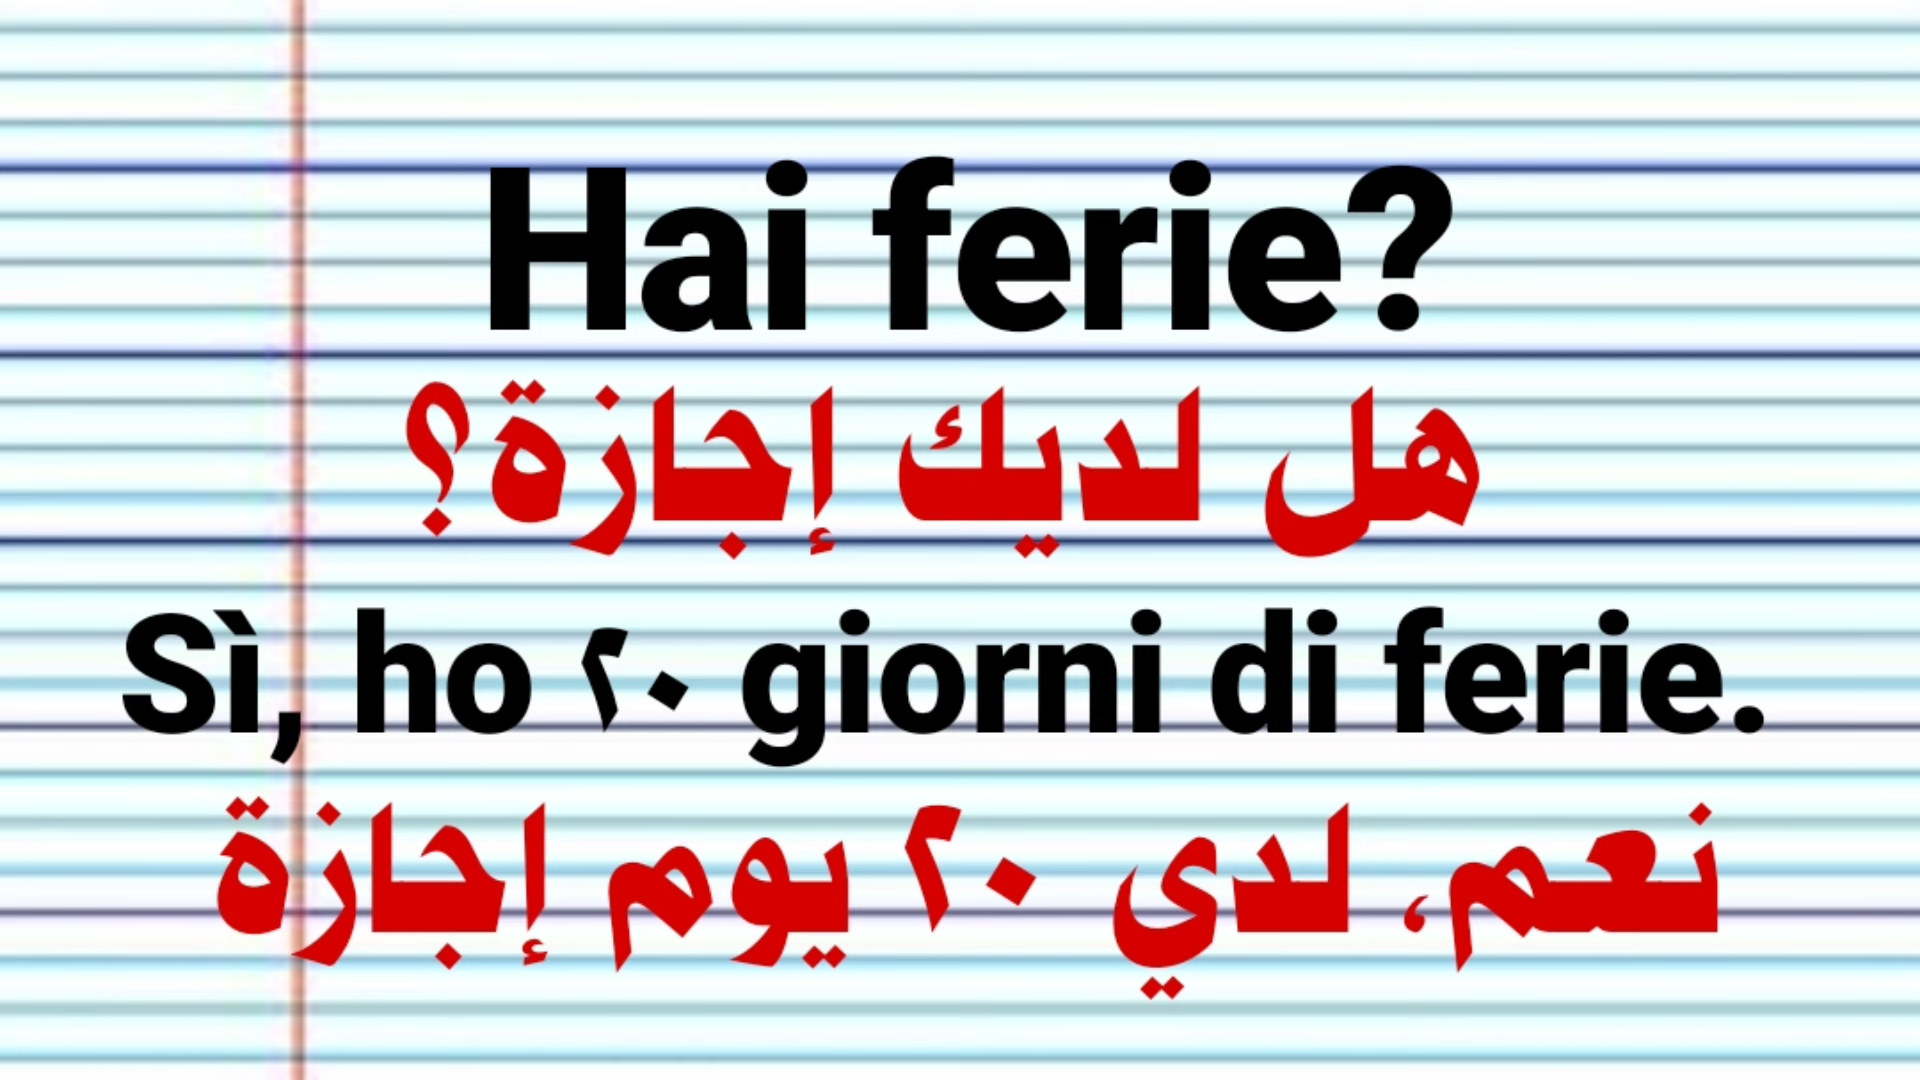 Hai ferie?
هل لديك إجازة؟
Sì, ho ٢٠ giorni di ferie.
نعم، لدي ٢٠ يوم إجازة